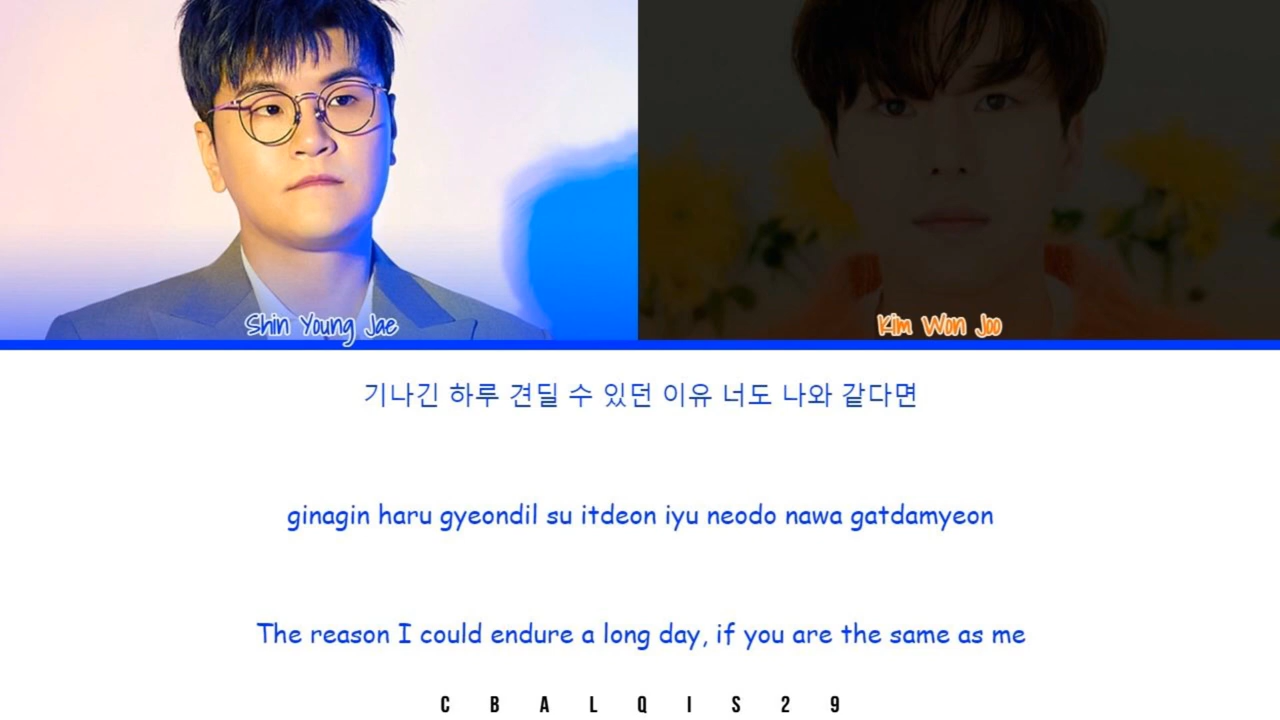 Shin Young Jae
Kim Won Joo
기나긴 하루 견딜 수 있던 이유 너도 나와 같다면
ginagin haru gyeondil su itdeon iyu neodo nawa gatdamyeon
The reason I could endure a long day, if you are the same as me
CBALQIS29